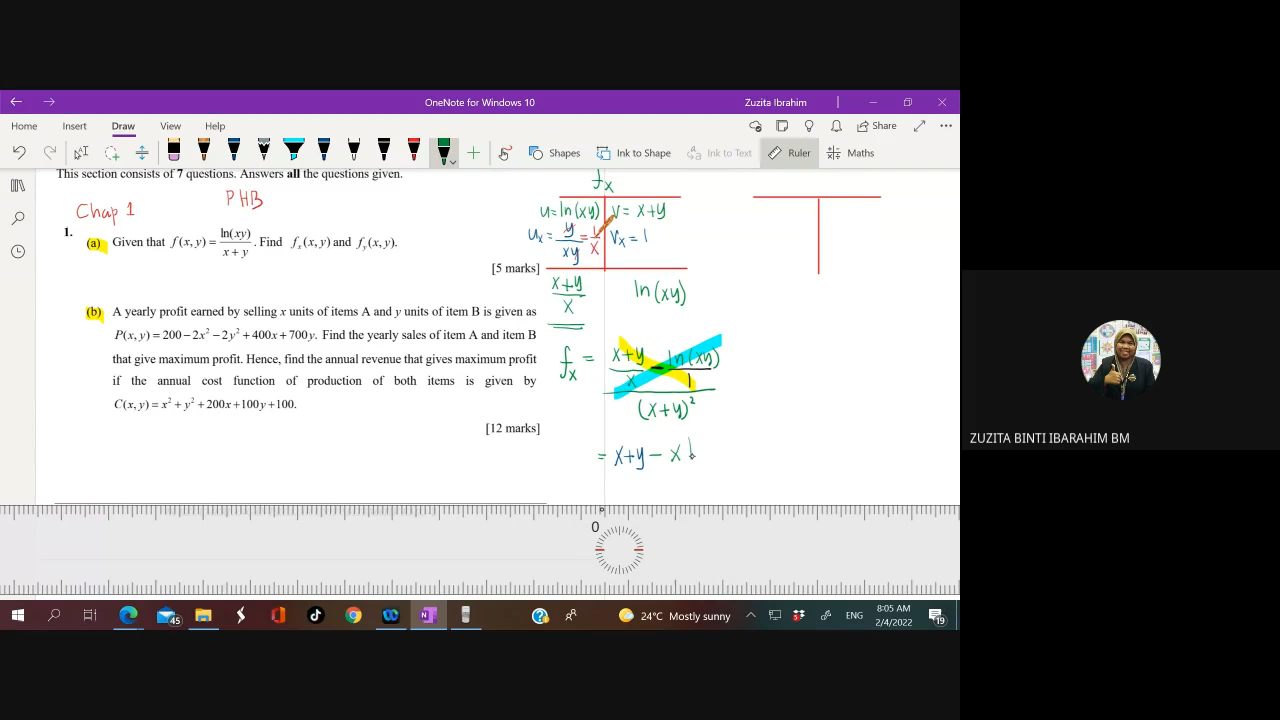 OneNote for Windows 10
Zuzita Ibrahim
Home Insert Draw View Help
Share
Shapes Ink to Shape Ink to Text Ruler Maths
This section consists of 7 questions. Answers all the questions given.
Chap 1
PHB
1. (a) Given that f(x, y) = ln(xy) / x + y . Find f_x(x, y) and f_y(x, y).
[5 marks]
(b) A yearly profit earned by selling x units of items A and y units of item B is given as
P(x, y) = 200 − 2x² − 2y² + 400x + 700y. Find the yearly sales of item A and item B
that give maximum profit. Hence, find the annual revenue that gives maximum profit
if the annual cost function of production of both items is given by
C(x, y) = x² + y² + 200x + 100y + 100.
[12 marks]
f_x
u = ln(xy) v = x+y
u_x = y/xy = 1/x v_x = 1
x+y/x ln(xy)
f_x = x+y/x − ln(xy)/1
(x+y)²
= x+y − x l
0
ZUZITA BINTI IBARAHIM BM
45
24°C Mostly sunny
ENG
8:05 AM
2/4/2022
19